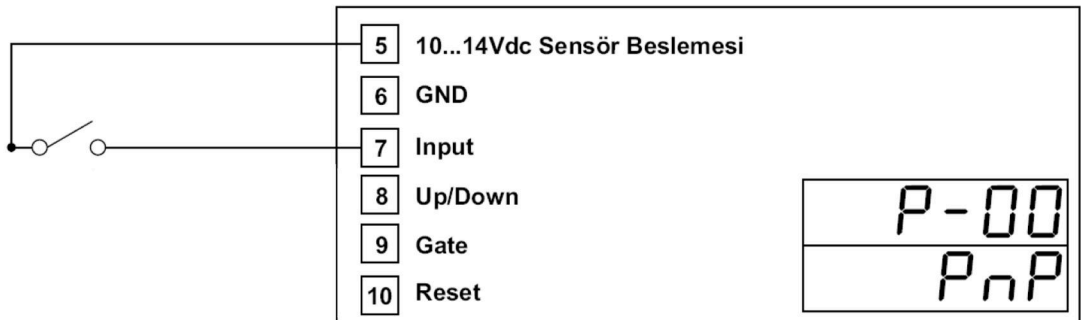 5 10...14Vdc Sensör Beslemesi
6 GND
7 Input
8 Up/Down
9 Gate
10 Reset
P-00
PnP